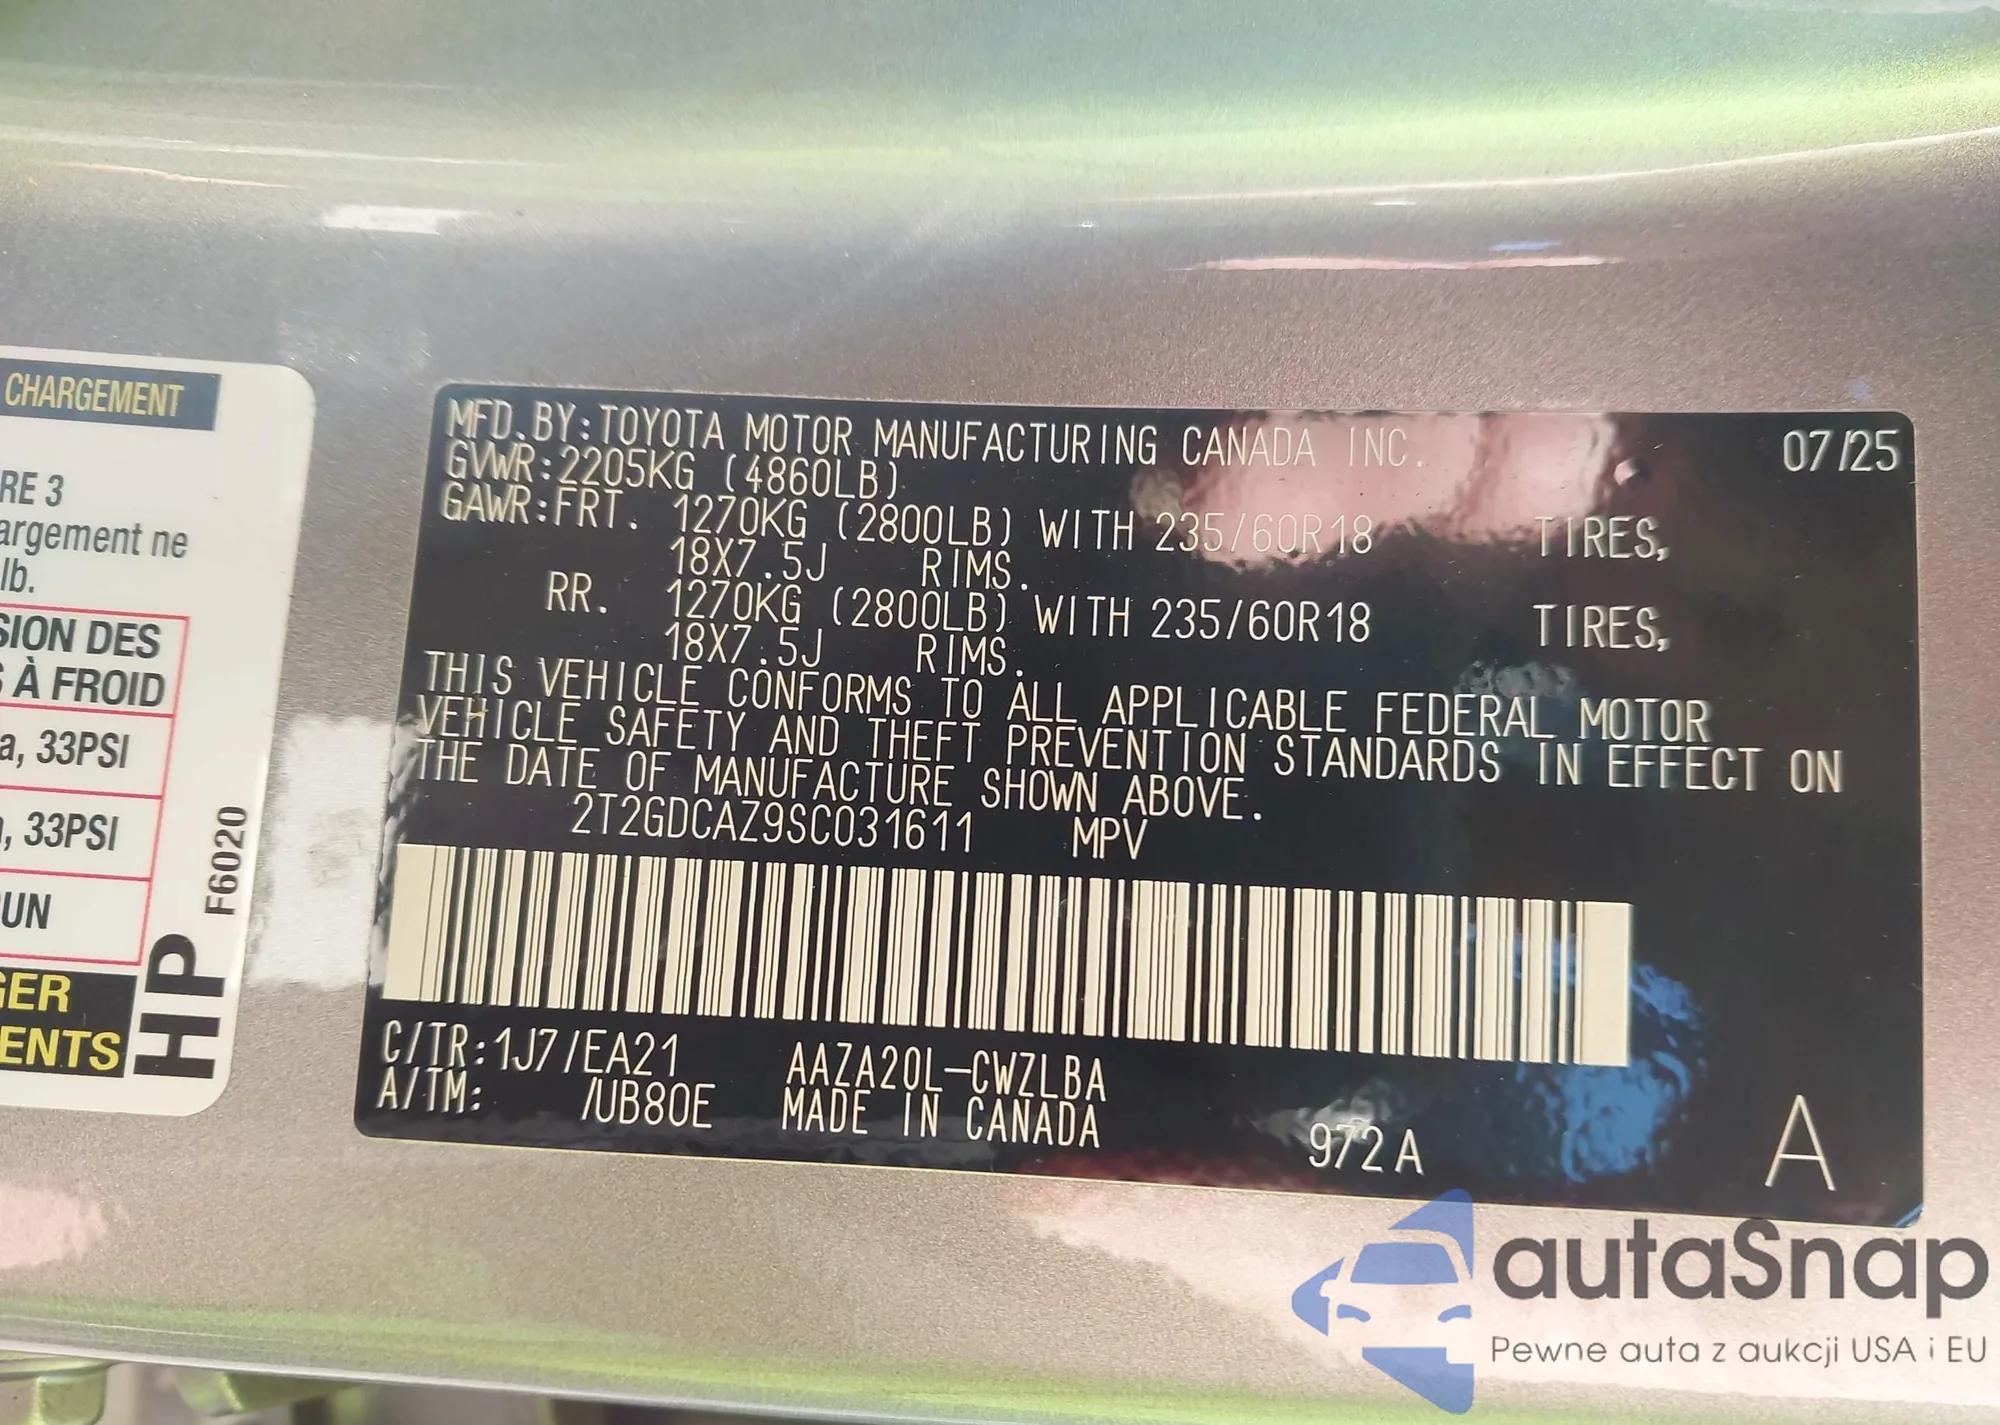 CHARGEMENT
RE 3
argement ne
lb.
SION DES
S À FROID
a, 33PSI
, 33PSI
UN
GER
ENTS
HP
F6020
MFD.BY:TOYOTA MOTOR MANUFACTURING CANADA INC. 07/25
GVWR:2205KG (4860LB)
GAWR:FRT. 1270KG (2800LB) WITH 235/60R18 TIRES,
18X7.5J RIMS.
RR. 1270KG (2800LB) WITH 235/60R18 TIRES,
18X7.5J RIMS.
THIS VEHICLE CONFORMS TO ALL APPLICABLE FEDERAL MOTOR
VEHICLE SAFETY AND THEFT PREVENTION STANDARDS IN EFFECT ON
THE DATE OF MANUFACTURE SHOWN ABOVE.
2T2GDCAZ9SC031611 MPV
C/TR:1J7/EA21 AAZA20L-CWZLBA
A/TM: /UB80E MADE IN CANADA
972A A
autaSnap
Pewne auta z aukcji USA i EU